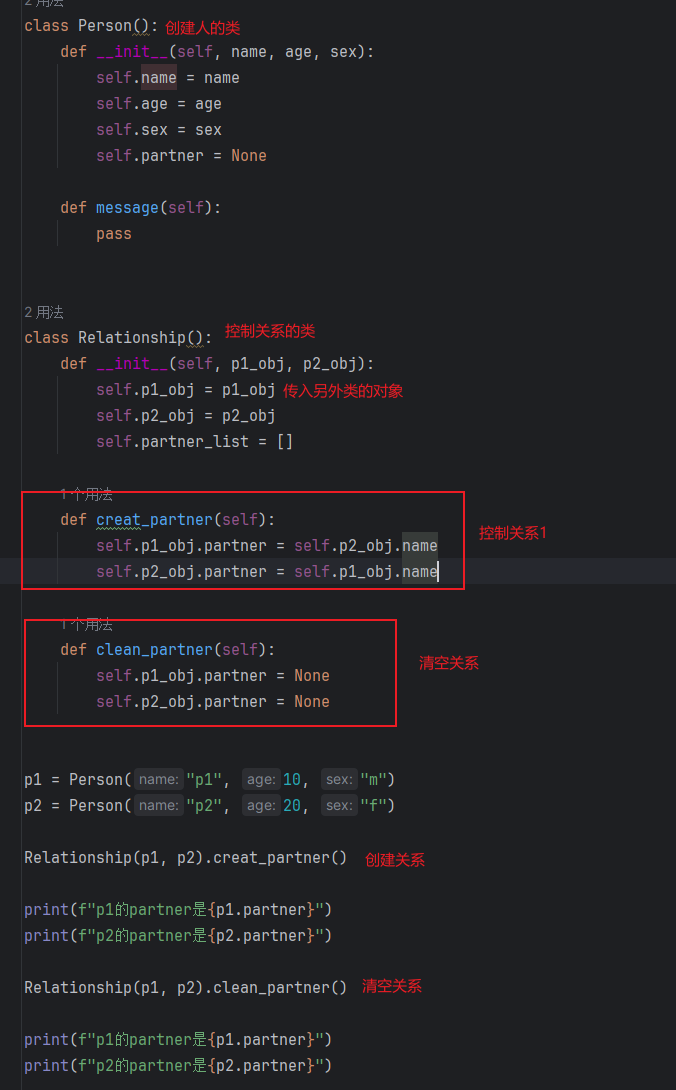 2 用法
class Person(): 创建人的类
def __init__(self, name, age, sex):
self.name = name
self.age = age
self.sex = sex
self.partner = None
def message(self):
pass
2 用法
class Relationship(): 控制关系的类
def __init__(self, p1_obj, p2_obj):
self.p1_obj = p1_obj 传入另外类的对象
self.p2_obj = p2_obj
self.partner_list = []
1 个用法
def creat_partner(self):
self.p1_obj.partner = self.p2_obj.name 控制关系1
self.p2_obj.partner = self.p1_obj.name
1 个用法
def clean_partner(self):
self.p1_obj.partner = None 清空关系
self.p2_obj.partner = None
p1 = Person( name: "p1", age: 10, sex: "m")
p2 = Person( name: "p2", age: 20, sex: "f")
Relationship(p1, p2).creat_partner() 创建关系
print(f"p1的partner是{p1.partner}")
print(f"p2的partner是{p2.partner}")
Relationship(p1, p2).clean_partner() 清空关系
print(f"p1的partner是{p1.partner}")
print(f"p2的partner是{p2.partner}")